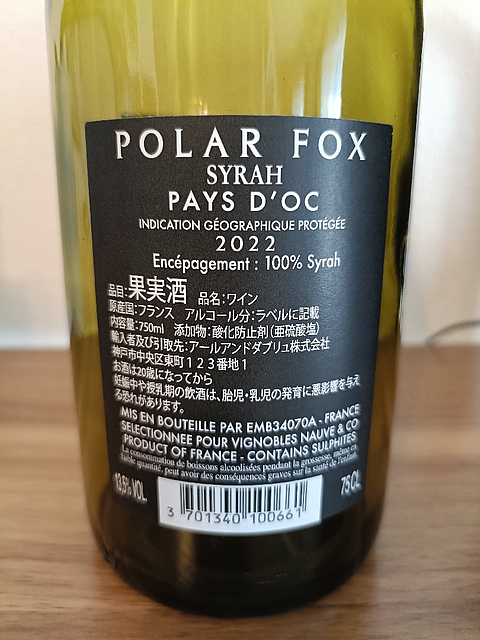 POLAR FOX
SYRAH
PAYS D'OC
INDICATION GÉOGRAPHIQUE PROTÉGÉE
2022
Encépagement : 100% Syrah
品目:果実酒 品名:ワイン
原産国:フランス アルコール分:ラベルに記載
内容量:750ml 添加物:酸化防止剤(亜硫酸塩)
輸入者及び引取先:アールアンドダブリュ株式会社
神戸市中央区東町123番地1
お酒は20歳になってから
妊娠中や授乳期の飲酒は、胎児・乳児の発育に悪影響を与え
る恐れがあります。
MIS EN BOUTEILLE PAR EMB34070A - FRANCE
SELECTIONNEE POUR VIGNOBLES NAUVE & CO
PRODUCT OF FRANCE - CONTAINS SULPHITES
La consommation de boissons alcoolisées pendant la grossesse, même en
faible quantité, peut avoir des conséquences graves sur la santé de l'enfant.
13,5% VOL
75 CL
3 701340 100661